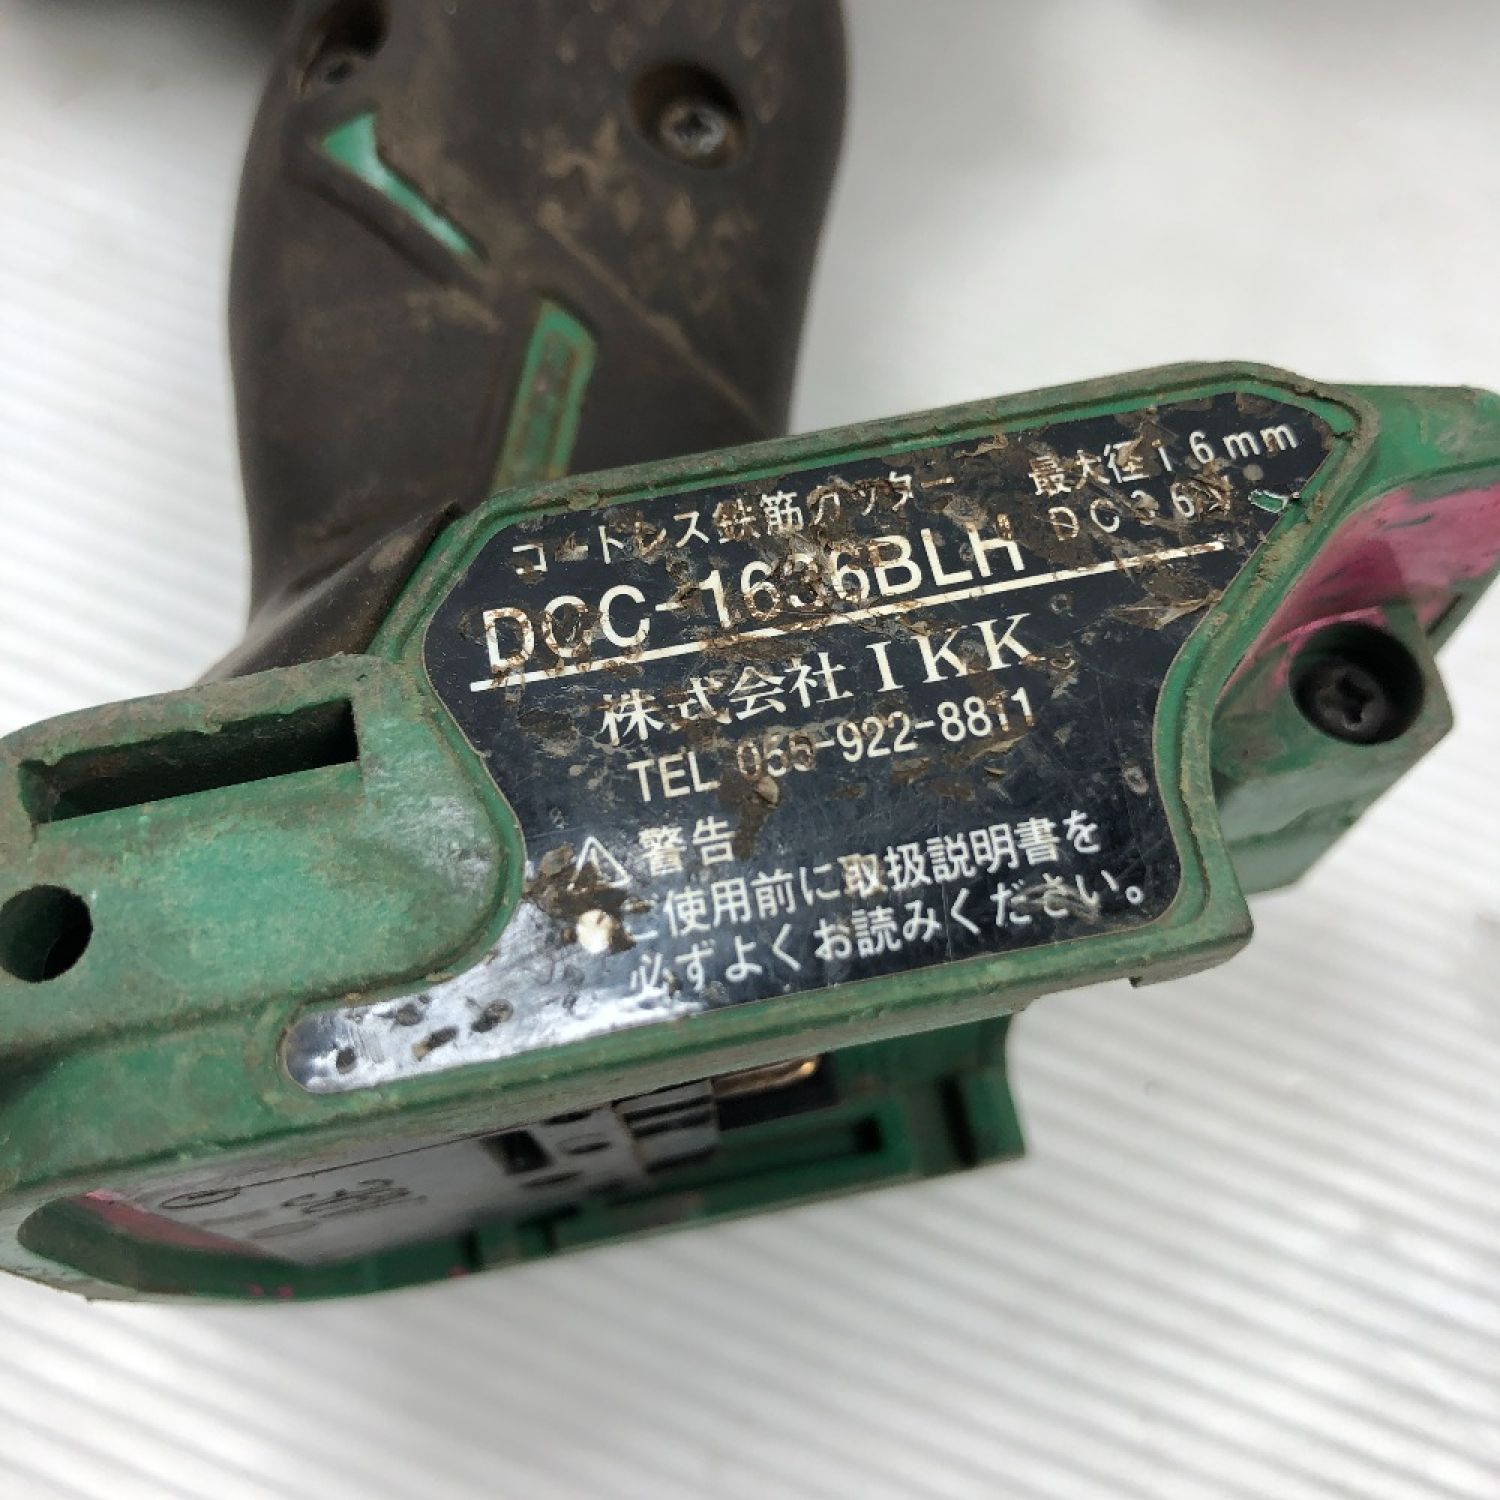 コードレス鉄筋カッター 最大径16mm
DCC-1636BLH DC36V
株式会社IKK
TEL 055-922-8811
警告
ご使用前に取扱説明書を
必ずよくお読みください。